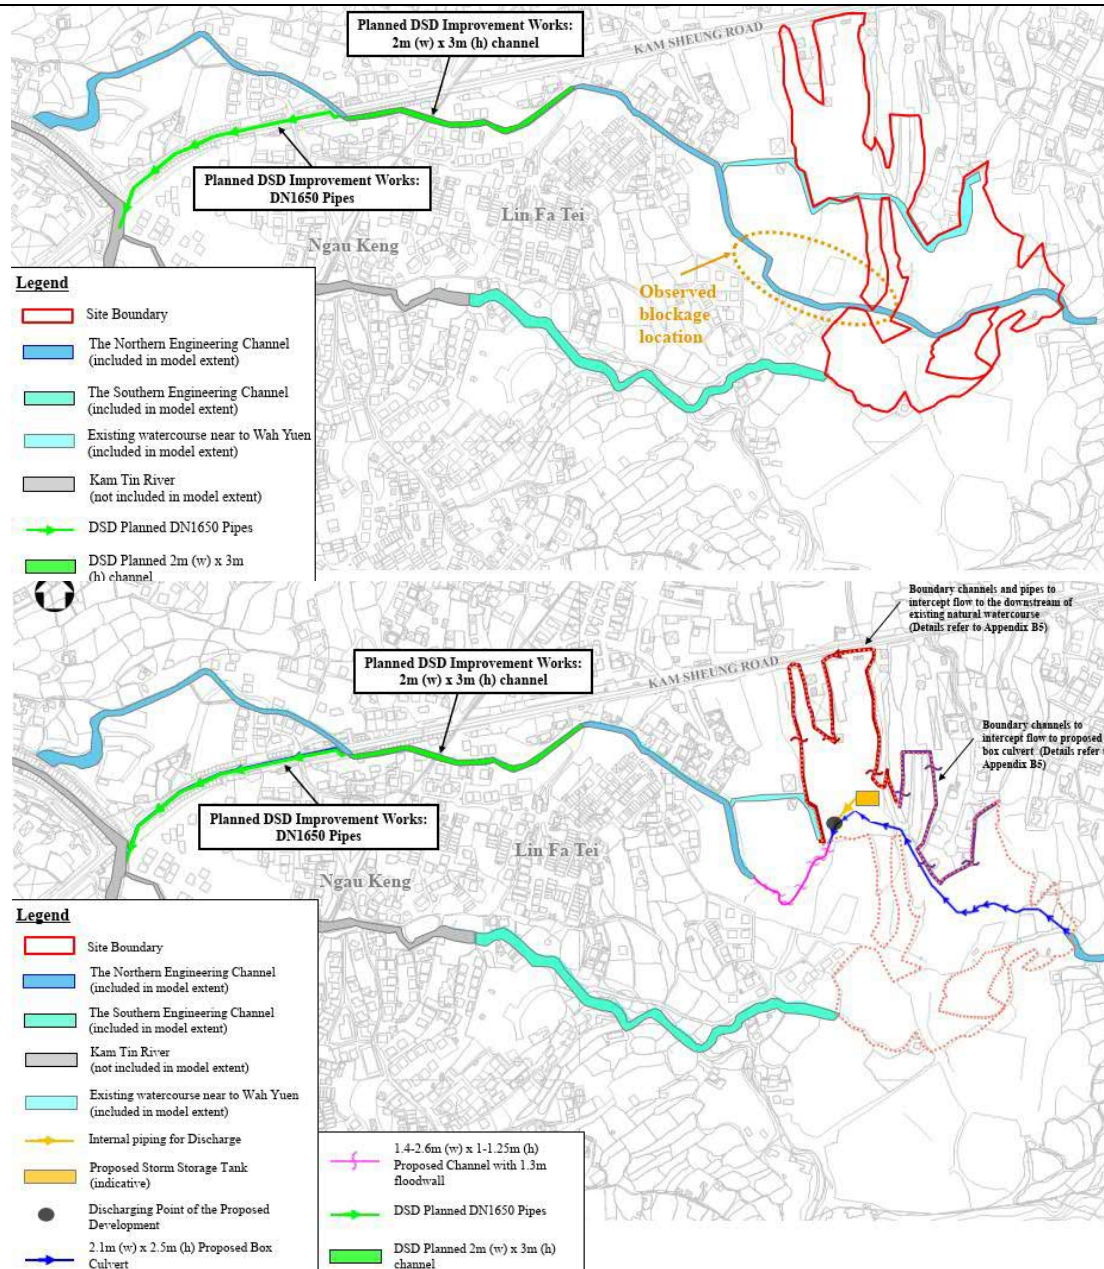 Planned DSD Improvement Works:
2m (w) x 3m (h) channel
KAM SHEUNG ROAD
Planned DSD Improvement Works:
DN1650 Pipes
Lin Fa Tei
Ngau Keng
Observed
blockage
location
Legend
Site Boundary
The Northern Engineering Channel
(included in model extent)
The Southern Engineering Channel
(included in model extent)
Existing watercourse near to Wah Yuen
(included in model extent)
Kam Tin River
(not included in model extent)
DSD Planned DN1650 Pipes
DSD Planned 2m (w) x 3m
(h) channel
Boundary channels and pipes to
intercept flow to the downstream of
existing natural watercourse
(Details refer to Appendix B5)
Planned DSD Improvement Works:
2m (w) x 3m (h) channel
KAM SHEUNG ROAD
Boundary channels to
intercept flow to proposed
box culvert (Details refer
Appendix B5)
Planned DSD Improvement Works:
DN1650 Pipes
Lin Fa Tei
Ngau Keng
Legend
Site Boundary
The Northern Engineering Channel
(included in model extent)
The Southern Engineering Channel
(included in model extent)
Kam Tin River
(not included in model extent)
Existing watercourse near to Wah Yuen
(included in model extent)
Internal piping for Discharge
Proposed Storm Storage Tank
(indicative)
Discharging Point of the Proposed
Development
2.1m (w) x 2.5m (h) Proposed Box
Culvert
1.4-2.6m (w) x 1-1.25m (h)
Proposed Channel with 1.3m
floodwall
DSD Planned DN1650 Pipes
DSD Planned 2m (w) x 3m (h)
channel